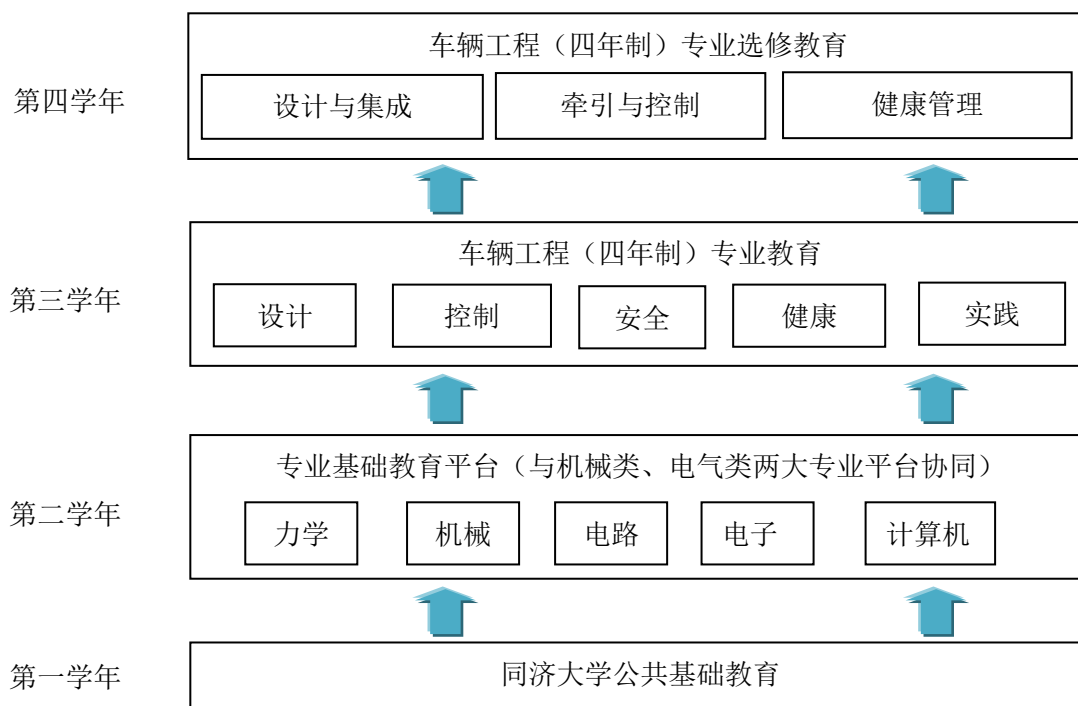 车辆工程（四年制）专业选修教育
第四学年
设计与集成 牵引与控制 健康管理
车辆工程（四年制）专业教育
第三学年
设计 控制 安全 健康 实践
专业基础教育平台（与机械类、电气类两大专业平台协同）
第二学年
力学 机械 电路 电子 计算机
第一学年
同济大学公共基础教育